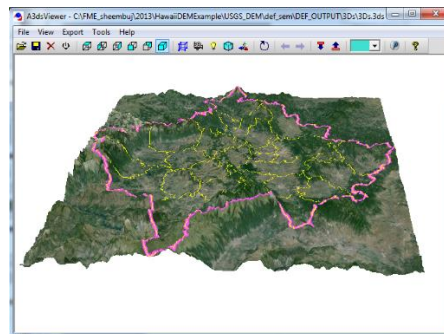 A3dsViewer - C:\FME_sheembuj\2013\HawaiiDEMExample\USGS_DEM\def_sem\DEF_OUTPUT\3Ds\3Ds.3ds
File View Export Tools Help